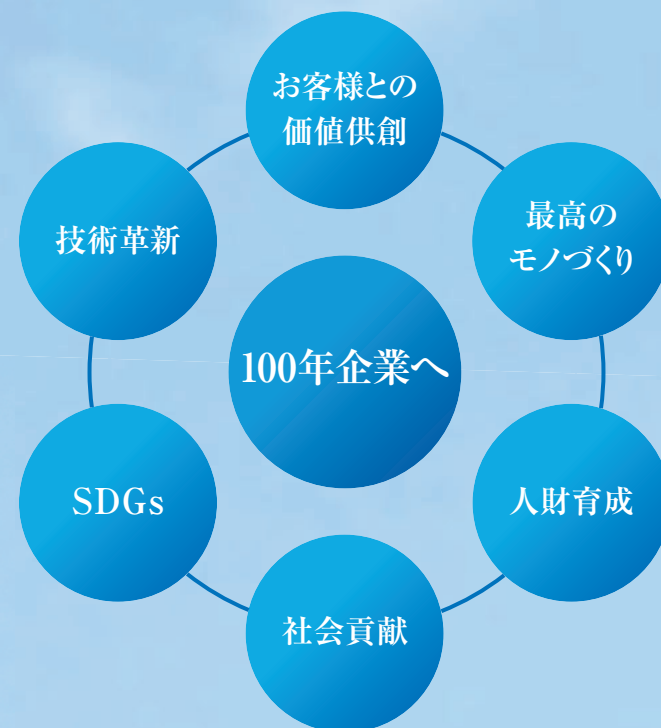 お客様との
価値供創
最高の
モノづくり
技術革新
100年企業へ
SDGs
人財育成
社会貢献